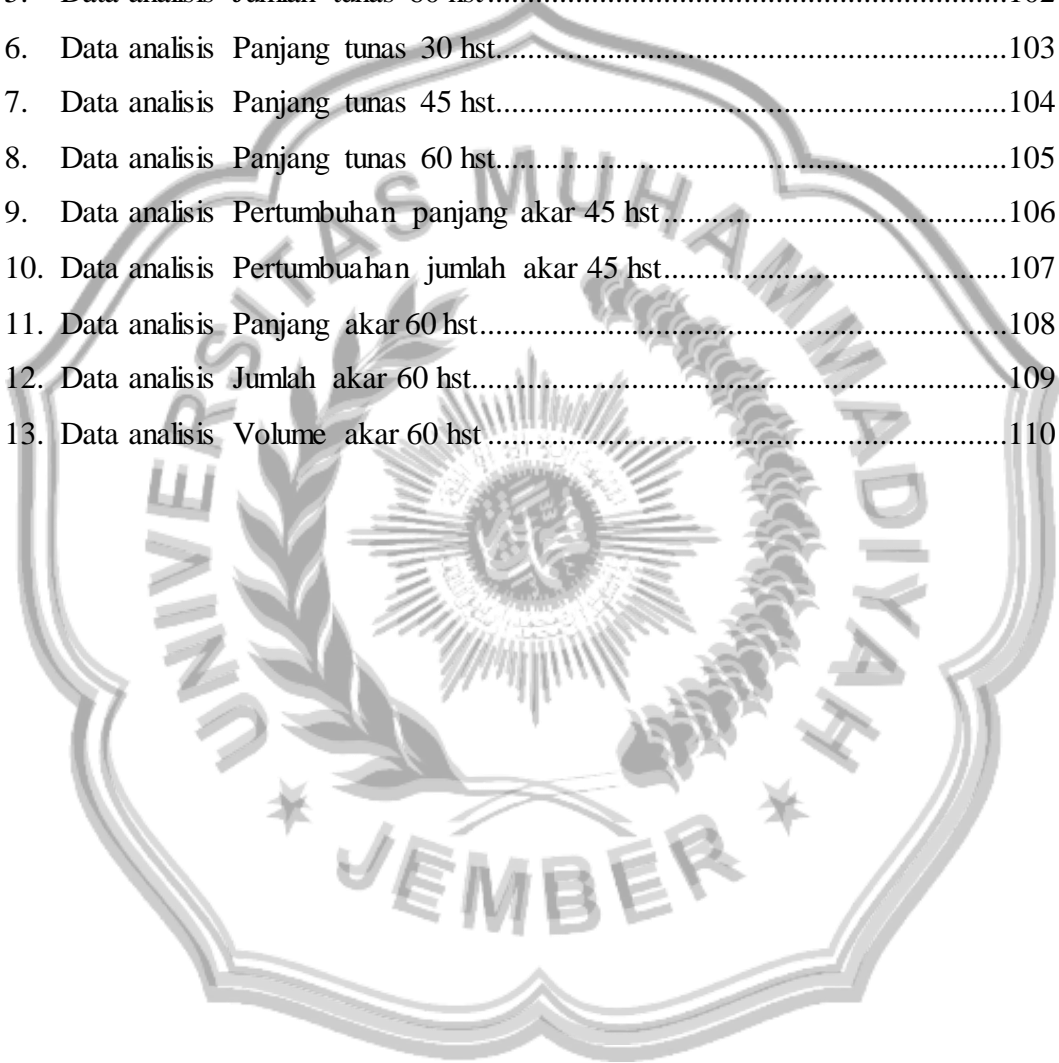 5. Data analisis Jumlah tunas 60 hst.......................................................102
6. Data analisis Panjang tunas 30 hst.......................................................103
7. Data analisis Panjang tunas 45 hst.......................................................104
8. Data analisis Panjang tunas 60 hst.......................................................105
9. Data analisis Pertumbuhan panjang akar 45 hst.......................................................106
10. Data analisis Pertumbuahan jumlah akar 45 hst.......................................................107
11. Data analisis Panjang akar 60 hst.......................................................108
12. Data analisis Jumlah akar 60 hst.......................................................109
13. Data analisis Volume akar 60 hst.......................................................110
UNIVERSITAS MUHAMMADIYAH
JEMBER